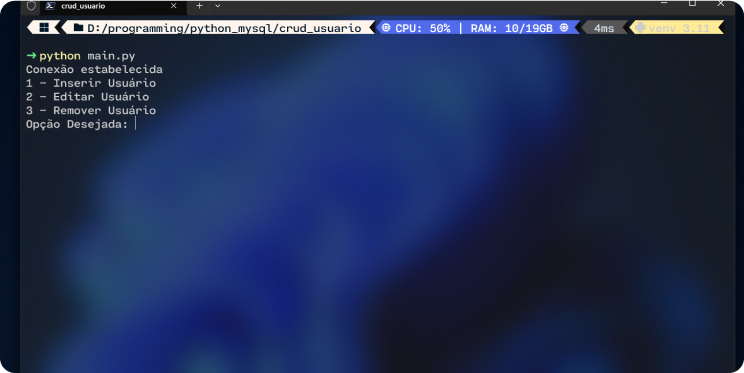 crud_usuario
D:/programming/python_mysql/crud_usuario CPU: 50% | RAM: 10/19GB 4ms venv 3.11
python main.py
Conexão estabelecida
1 - Inserir Usuário
2 - Editar Usuário
3 - Remover Usuário
Opção Desejada: